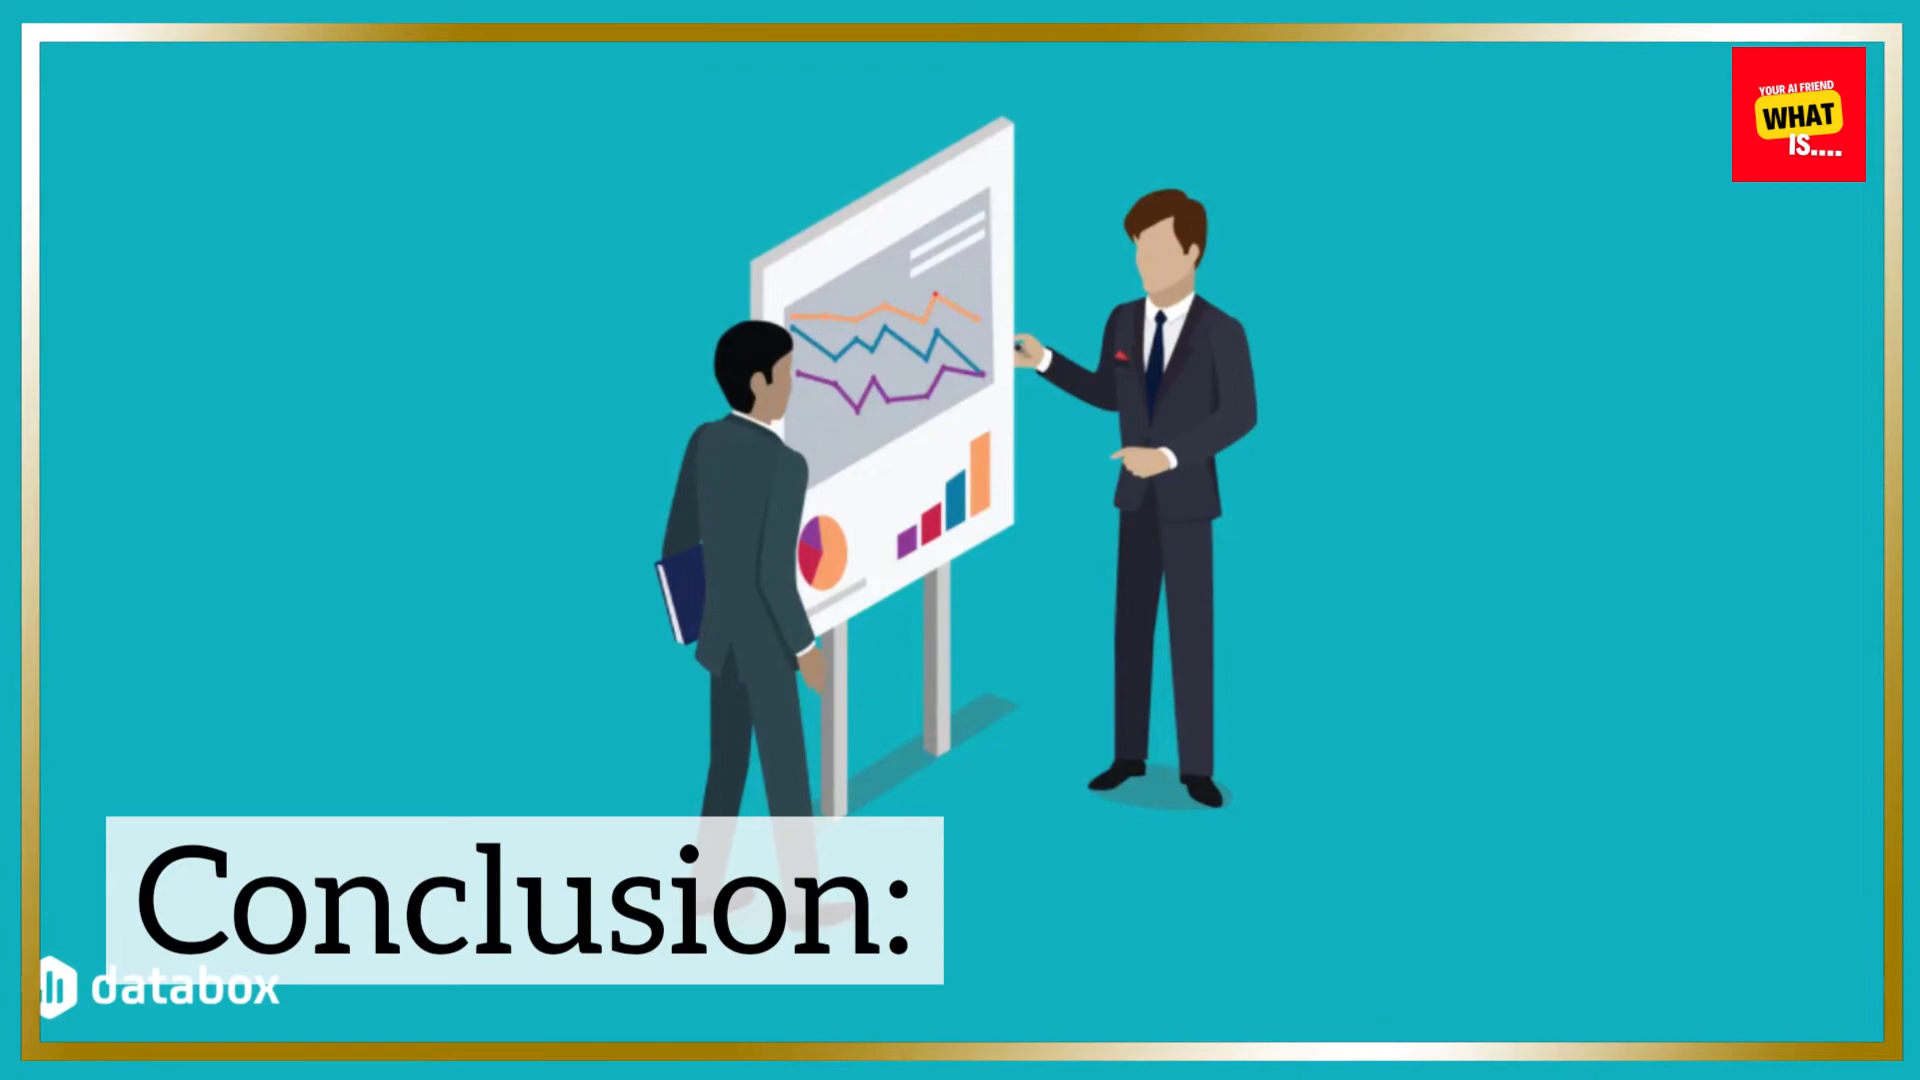 YOUR AI FRIEND
WHAT
IS....
Conclusion:
databox